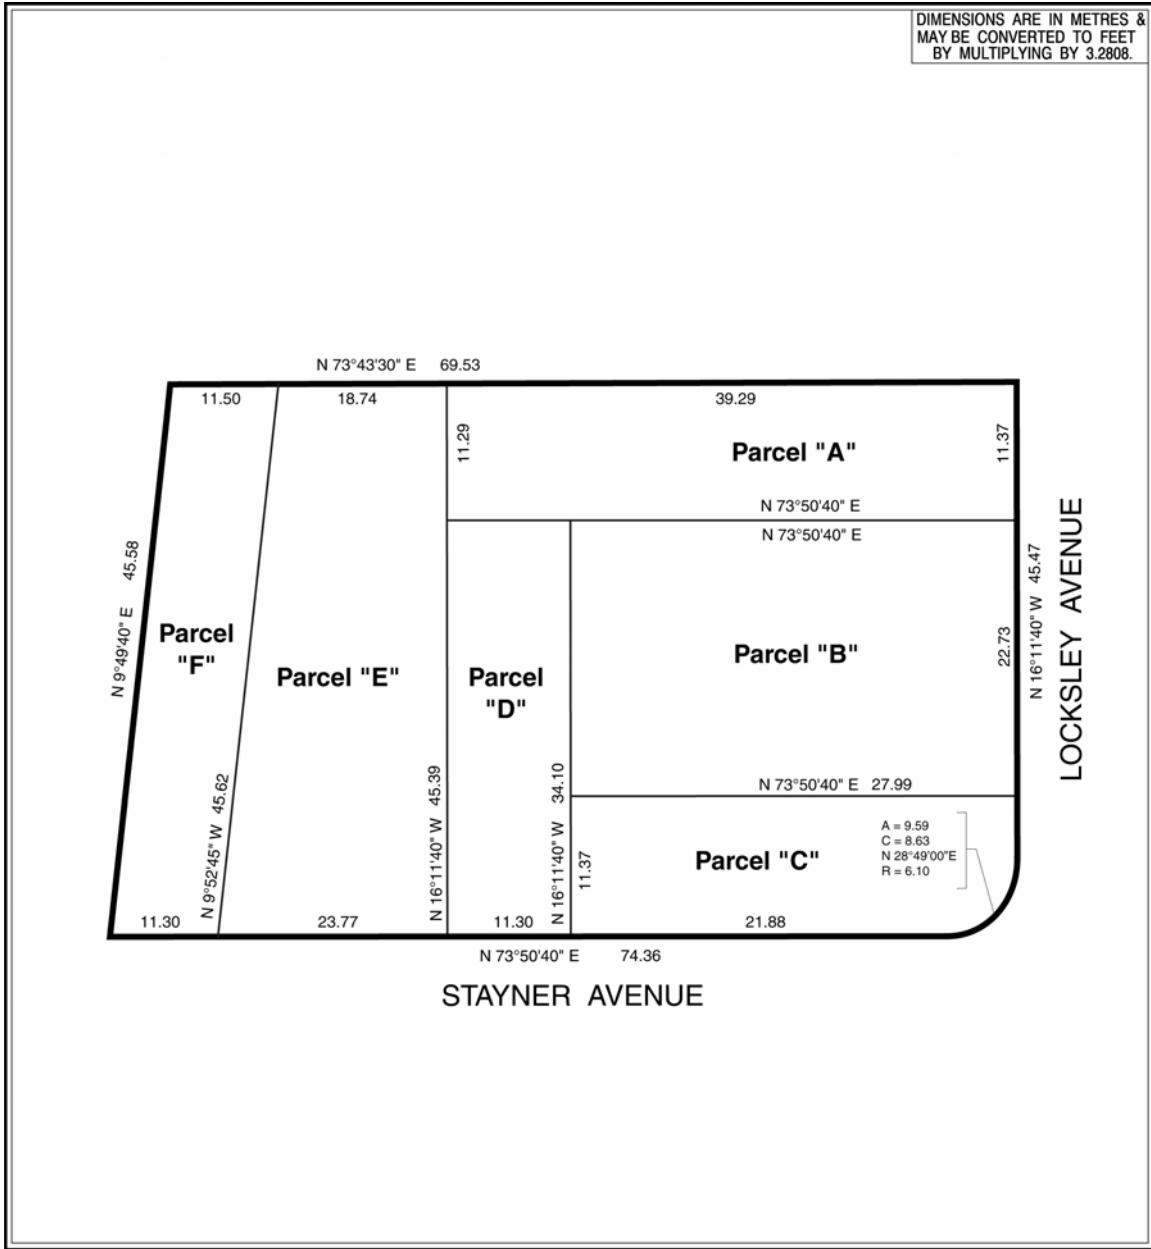 DIMENSIONS ARE IN METRES &
MAY BE CONVERTED TO FEET
BY MULTIPLYING BY 3.2808.
N 73°43'30" E 69.53
11.50
18.74
39.29
11.29
Parcel "A"
11.37
N 73°50'40" E
N 73°50'40" E
N 9°49'40" E 45.58
Parcel
"F"
Parcel "E"
Parcel
"D"
Parcel "B"
22.73
N 16°11'40" W 45.47
LOCKSLEY AVENUE
N 9°52'45" W 45.62
N 16°11'40" W 45.39
N 16°11'40" W 34.10
N 73°50'40" E 27.99
11.37
Parcel "C"
A = 9.59
C = 8.63
N 28°49'00"E
R = 6.10
11.30
23.77
11.30
21.88
N 73°50'40" E 74.36
STAYNER AVENUE